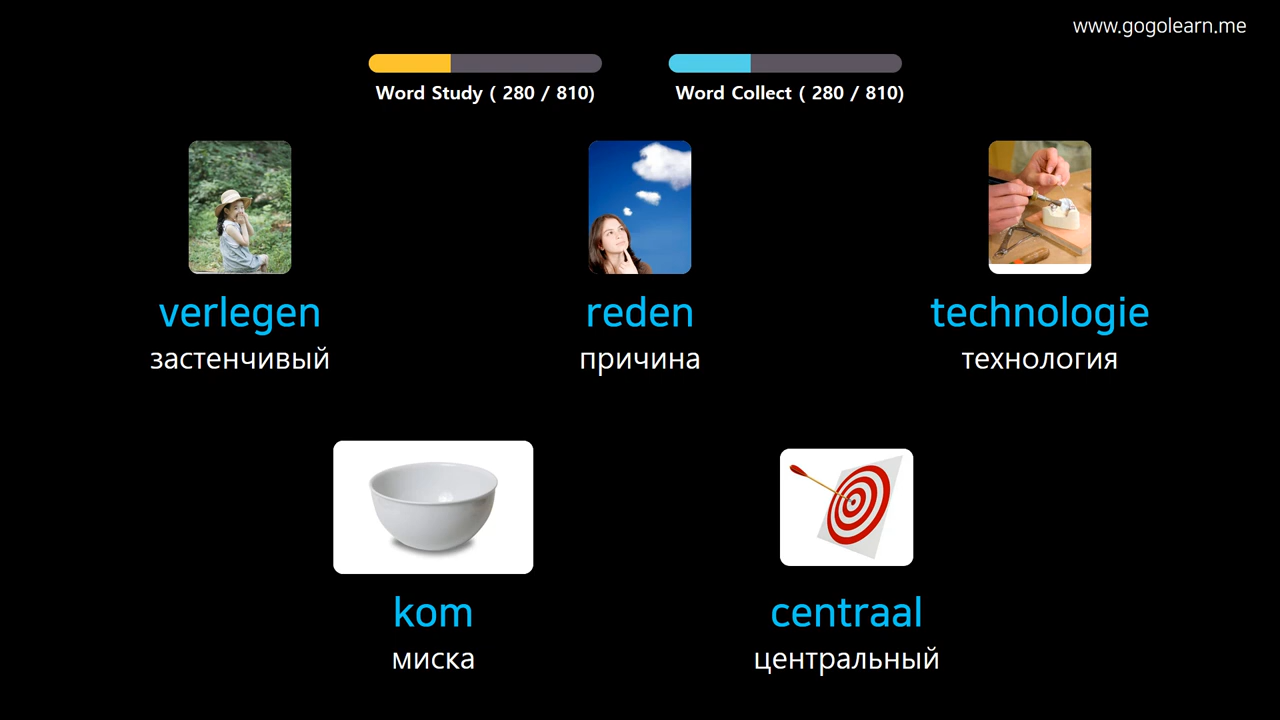 www.gogolearn.me
Word Study ( 280 / 810)
Word Collect ( 280 / 810)
verlegen
застенчивый
reden
причина
technologie
технология
kom
миска
centraal
центральный